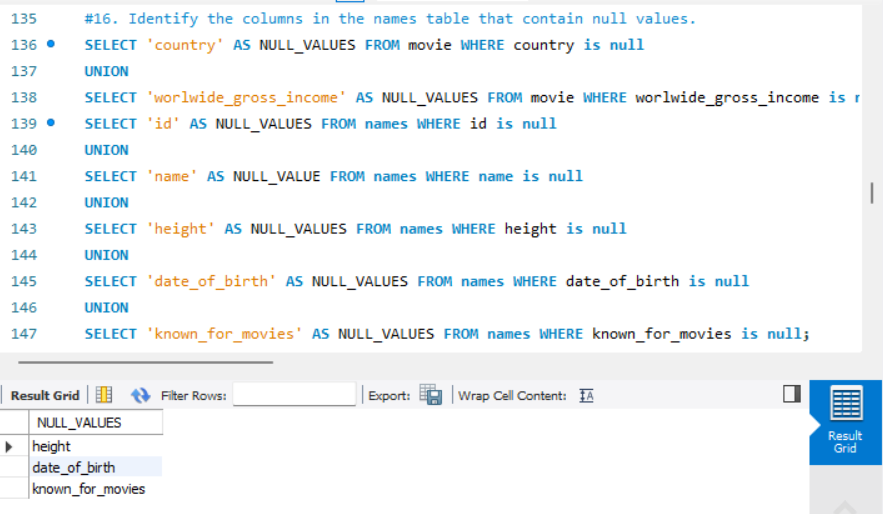 135 #16. Identify the columns in the names table that contain null values.
136 SELECT 'country' AS NULL_VALUES FROM movie WHERE country is null
137 UNION
138 SELECT 'worlwide_gross_income' AS NULL_VALUES FROM movie WHERE worlwide_gross_income is
139 SELECT 'id' AS NULL_VALUES FROM names WHERE id is null
140 UNION
141 SELECT 'name' AS NULL_VALUE FROM names WHERE name is null
142 UNION
143 SELECT 'height' AS NULL_VALUES FROM names WHERE height is null
144 UNION
145 SELECT 'date_of_birth' AS NULL_VALUES FROM names WHERE date_of_birth is null
146 UNION
147 SELECT 'known_for_movies' AS NULL_VALUES FROM names WHERE known_for_movies is null;
Result Grid Filter Rows: Export: Wrap Cell Content:
NULL_VALUES
height
date_of_birth
known_for_movies
Result
Grid